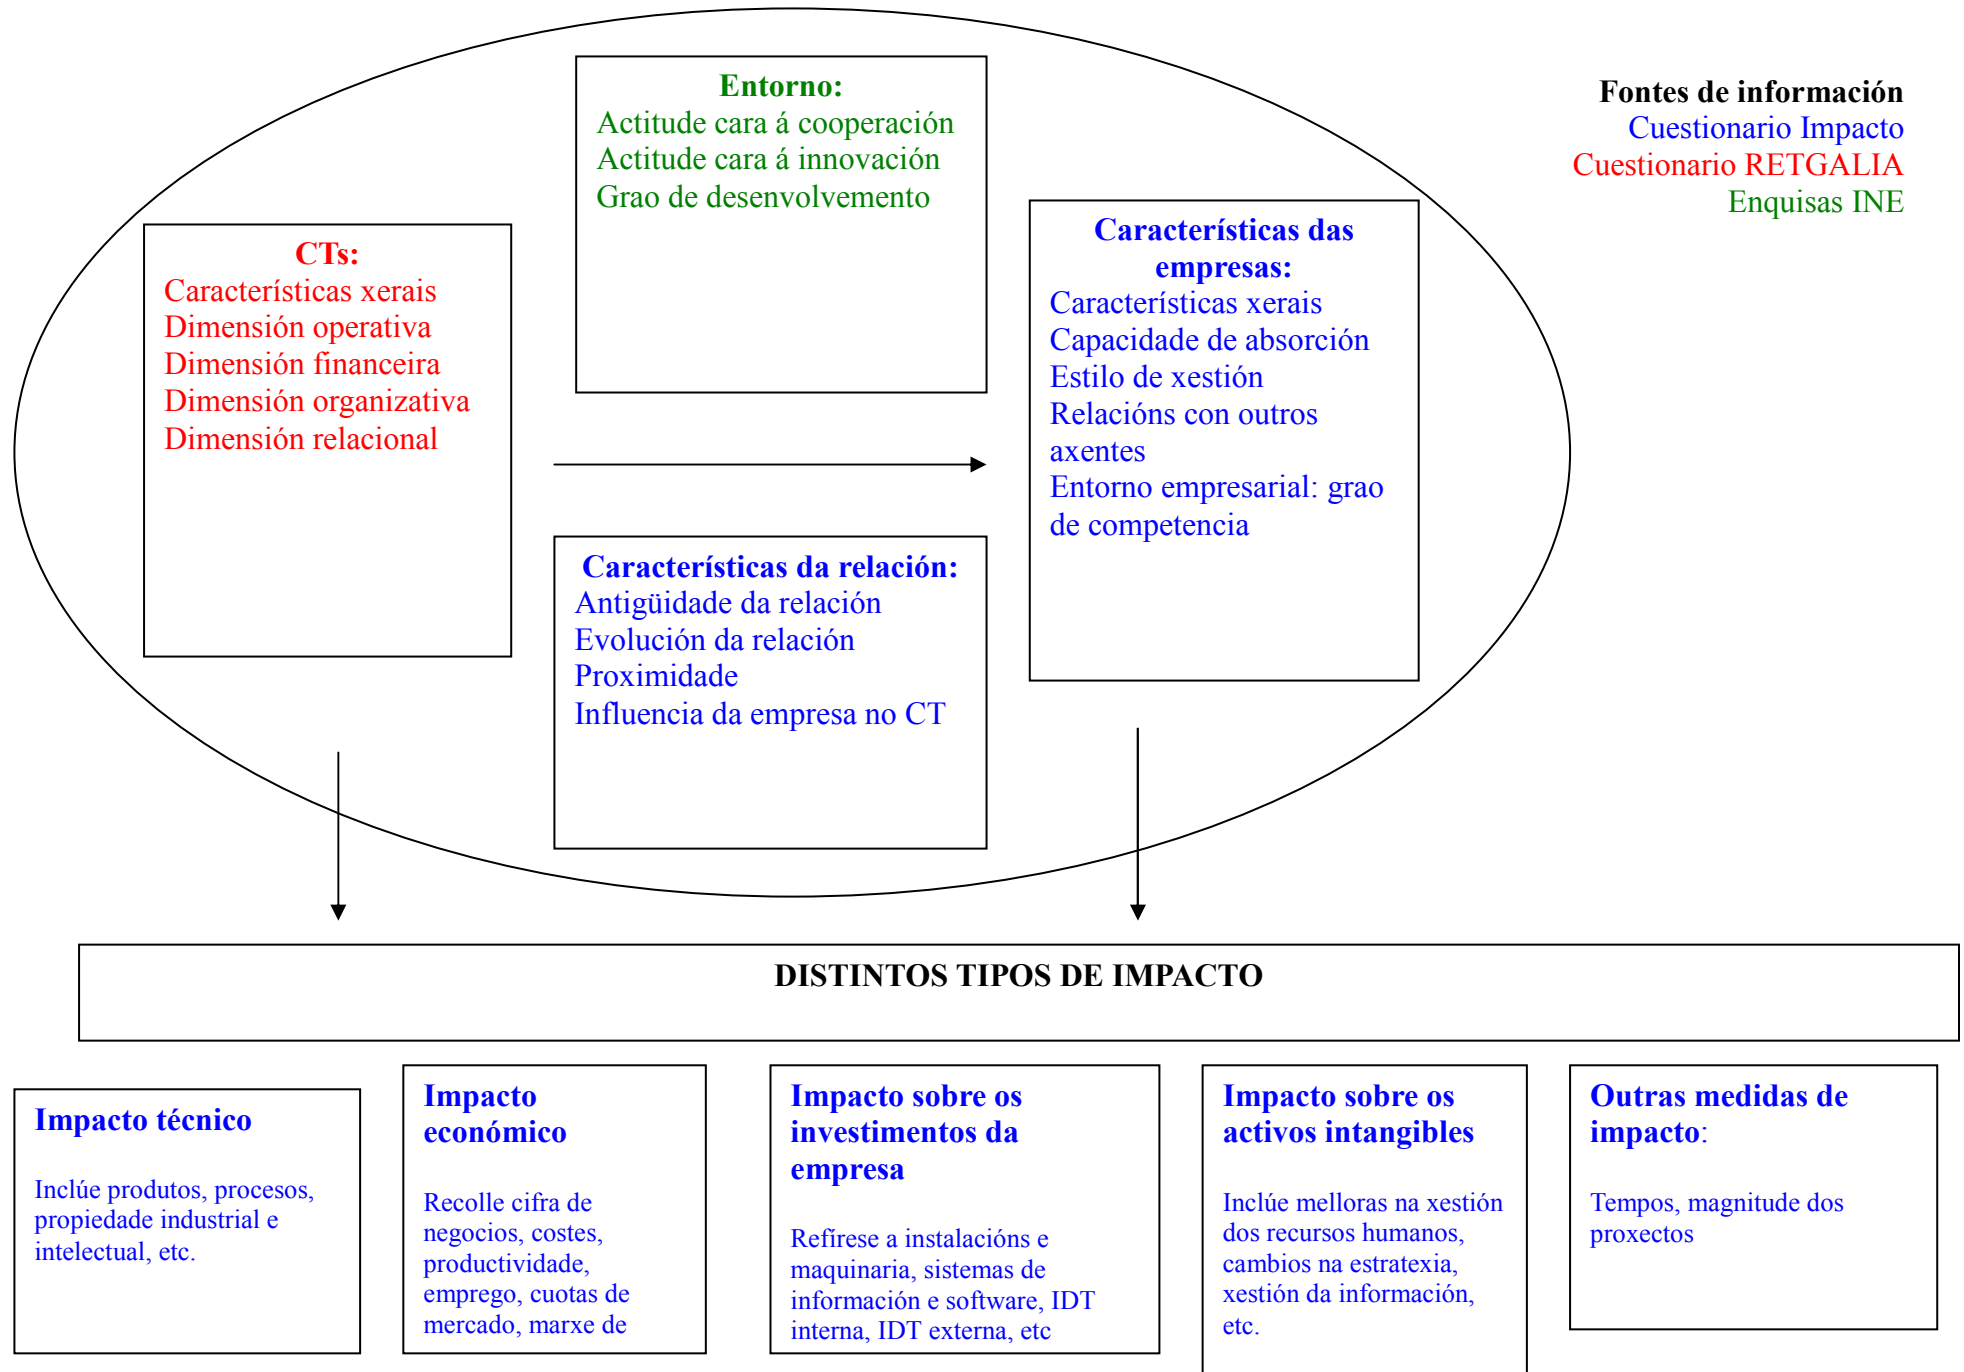 Entorno:
Actitude cara á cooperación
Actitude cara á innovación
Grao de desenvolvemento
Fontes de información
Cuestionario Impacto
Cuestionario RETGALIA
Enquisas INE
CTs:
Características xerais
Dimensión operativa
Dimensión financeira
Dimensión organizativa
Dimensión relacional
Características das
empresas:
Características xerais
Capacidade de absorción
Estilo de xestión
Relacións con outros
axentes
Entorno empresarial: grao
de competencia
Características da relación:
Antigüidade da relación
Evolución da relación
Proximidade
Influencia da empresa no CT
DISTINTOS TIPOS DE IMPACTO
Impacto técnico
Inclúe produtos, procesos,
propiedade industrial e
intelectual, etc.
Impacto
económico
Recolle cifra de
negocios, costes,
productividade,
emprego, cuotas de
mercado, marxe de
Impacto sobre os
investimentos da
empresa
Refírese a instalacións e
maquinaria, sistemas de
información e software, IDT
interna, IDT externa, etc
Impacto sobre os
activos intangibles
Inclúe melloras na xestión
dos recursos humanos,
cambios na estratexia,
xestión da información,
etc.
Outras medidas de
impacto:
Tempos, magnitude dos
proxectos